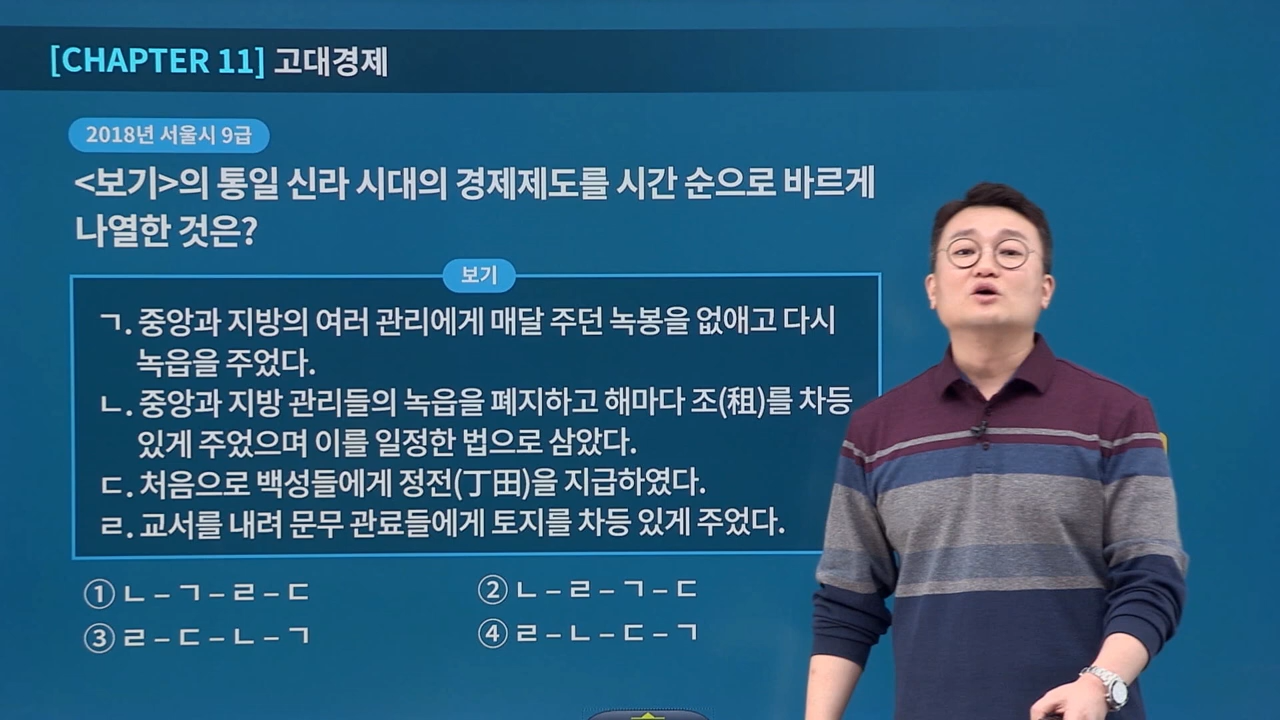 [CHAPTER 11] 고대경제
2018년 서울시 9급
<보기>의 통일 신라 시대의 경제제도를 시간 순으로 바르게
나열한 것은?
보기
ㄱ. 중앙과 지방의 여러 관리에게 매달 주던 녹봉을 없애고 다시
녹읍을 주었다.
ㄴ. 중앙과 지방 관리들의 녹읍을 폐지하고 해마다 조(租)를 차등
있게 주었으며 이를 일정한 법으로 삼았다.
ㄷ. 처음으로 백성들에게 정전(丁田)을 지급하였다.
ㄹ. 교서를 내려 문무 관료들에게 토지를 차등 있게 주었다.
① ㄴ – ㄱ – ㄹ – ㄷ
② ㄴ – ㄹ – ㄱ – ㄷ
③ ㄹ – ㄷ – ㄴ – ㄱ
④ ㄹ – ㄴ – ㄷ – ㄱ